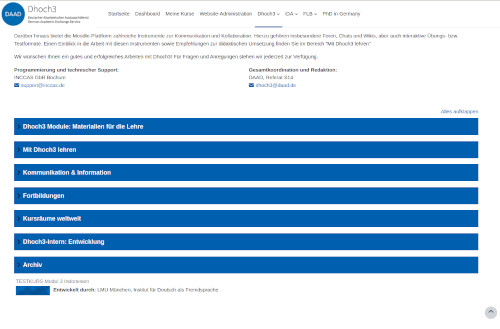 DAAD
Dhoch3
Deutscher Akademischer Austauschdienst
German Academic Exchange Service
Startseite Dashboard Meine Kurse Website-Administration Dhoch3 iDA FLB PhD in Germany
Darüber hinaus bietet die Moodle-Plattform zahlreiche Instrumente zur Kommunikation und Kollaboration. Hierzu gehören insbesondere Foren, Chats und Wikis, aber auch interaktive Übungs- bzw.
Testformate. Einen Einblick in die Arbeit mit diesen Instrumenten sowie Empfehlungen zur didaktischen Umsetzung finden Sie im Bereich "Mit Dhoch3 lehren".
Wir wünschen Ihnen ein gutes und erfolgreiches Arbeiten mit Dhoch3! Für Fragen und Anregungen stehen wir jederzeit zur Verfügung.
Programmierung und technischer Support:
INCCAS GbR Bochum
support@inccas.de
Gesamtkoordination und Redaktion:
DAAD, Referat S14
dhoch3@daad.de
Alles aufklappen
Dhoch3 Module: Materialien für die Lehre
Mit Dhoch3 lehren
Kommunikation & Information
Fortbildungen
Kursräume weltweit
Dhoch3-Intern: Entwicklung
Archiv
TESTKURS Modul 3 Indonesien
Entwickelt durch: LMU München, Institut für Deutsch als Fremdsprache